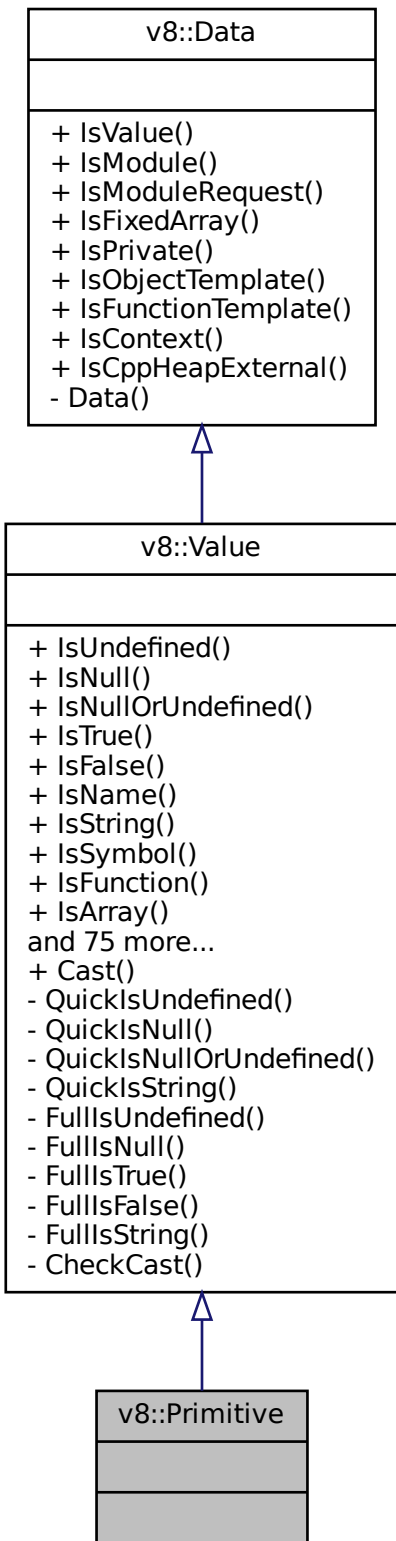 v8::Data
+ IsValue()
+ IsModule()
+ IsModuleRequest()
+ IsFixedArray()
+ IsPrivate()
+ IsObjectTemplate()
+ IsFunctionTemplate()
+ IsContext()
+ IsCppHeapExternal()
- Data()
v8::Value
+ IsUndefined()
+ IsNull()
+ IsNullOrUndefined()
+ IsTrue()
+ IsFalse()
+ IsName()
+ IsString()
+ IsSymbol()
+ IsFunction()
+ IsArray()
and 75 more...
+ Cast()
- QuickIsUndefined()
- QuickIsNull()
- QuickIsNullOrUndefined()
- QuickIsString()
- FullIsUndefined()
- FullIsNull()
- FullIsTrue()
- FullIsFalse()
- FullIsString()
- CheckCast()
v8::Primitive